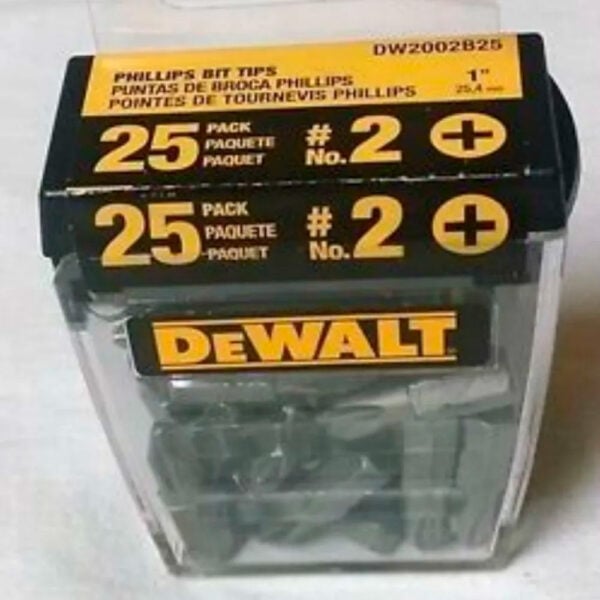 DW2002B25
PHILLIPS BIT TIPS
PUNTAS DE BROCA PHILLIPS
POINTES DE TOURNEVIS PHILLIPS
1"
25,4 mm
25 PACK
PAQUETE
PAQUET
# No. 2
25 PACK
PAQUETE
PAQUET
# No. 2
DEWALT